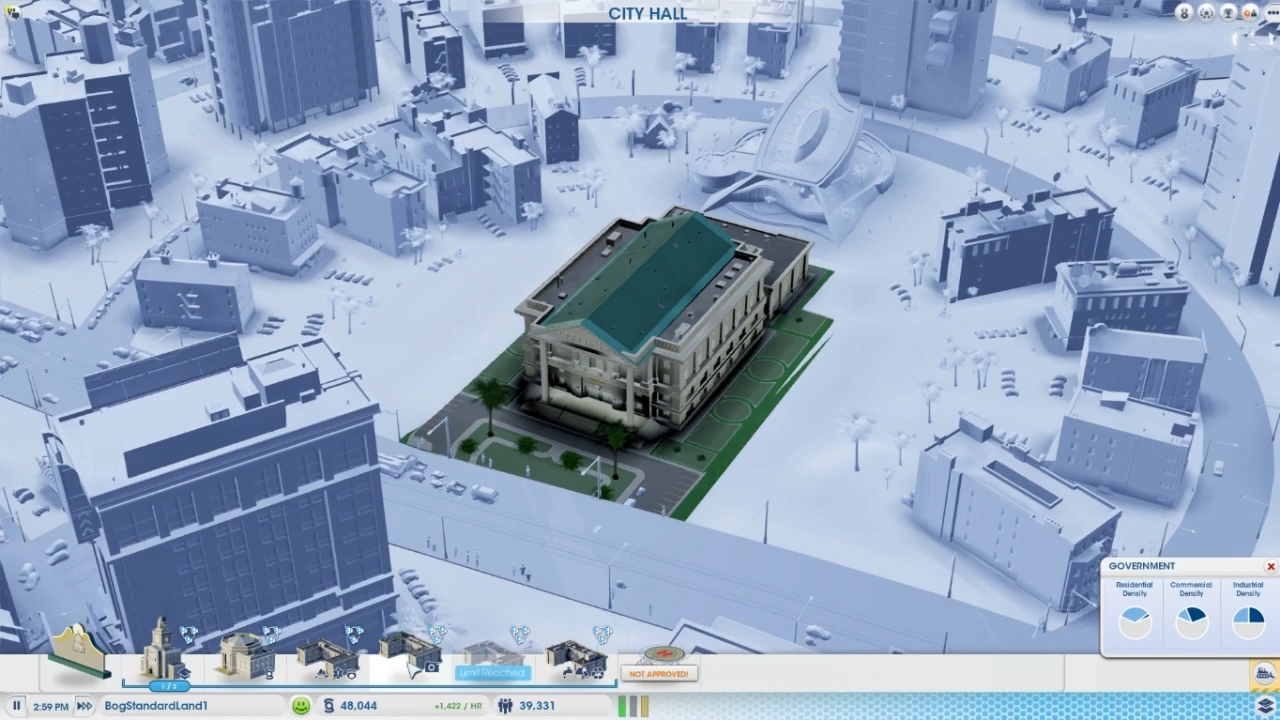 CITY HALL
GOVERNMENT
Residential Density
Commercial Density
Industrial Density
Limit Reached
NOT APPROVED!
1 / 5
2:59 PM
BogStandardLand1
48,044
+1,422 / HR
39,331